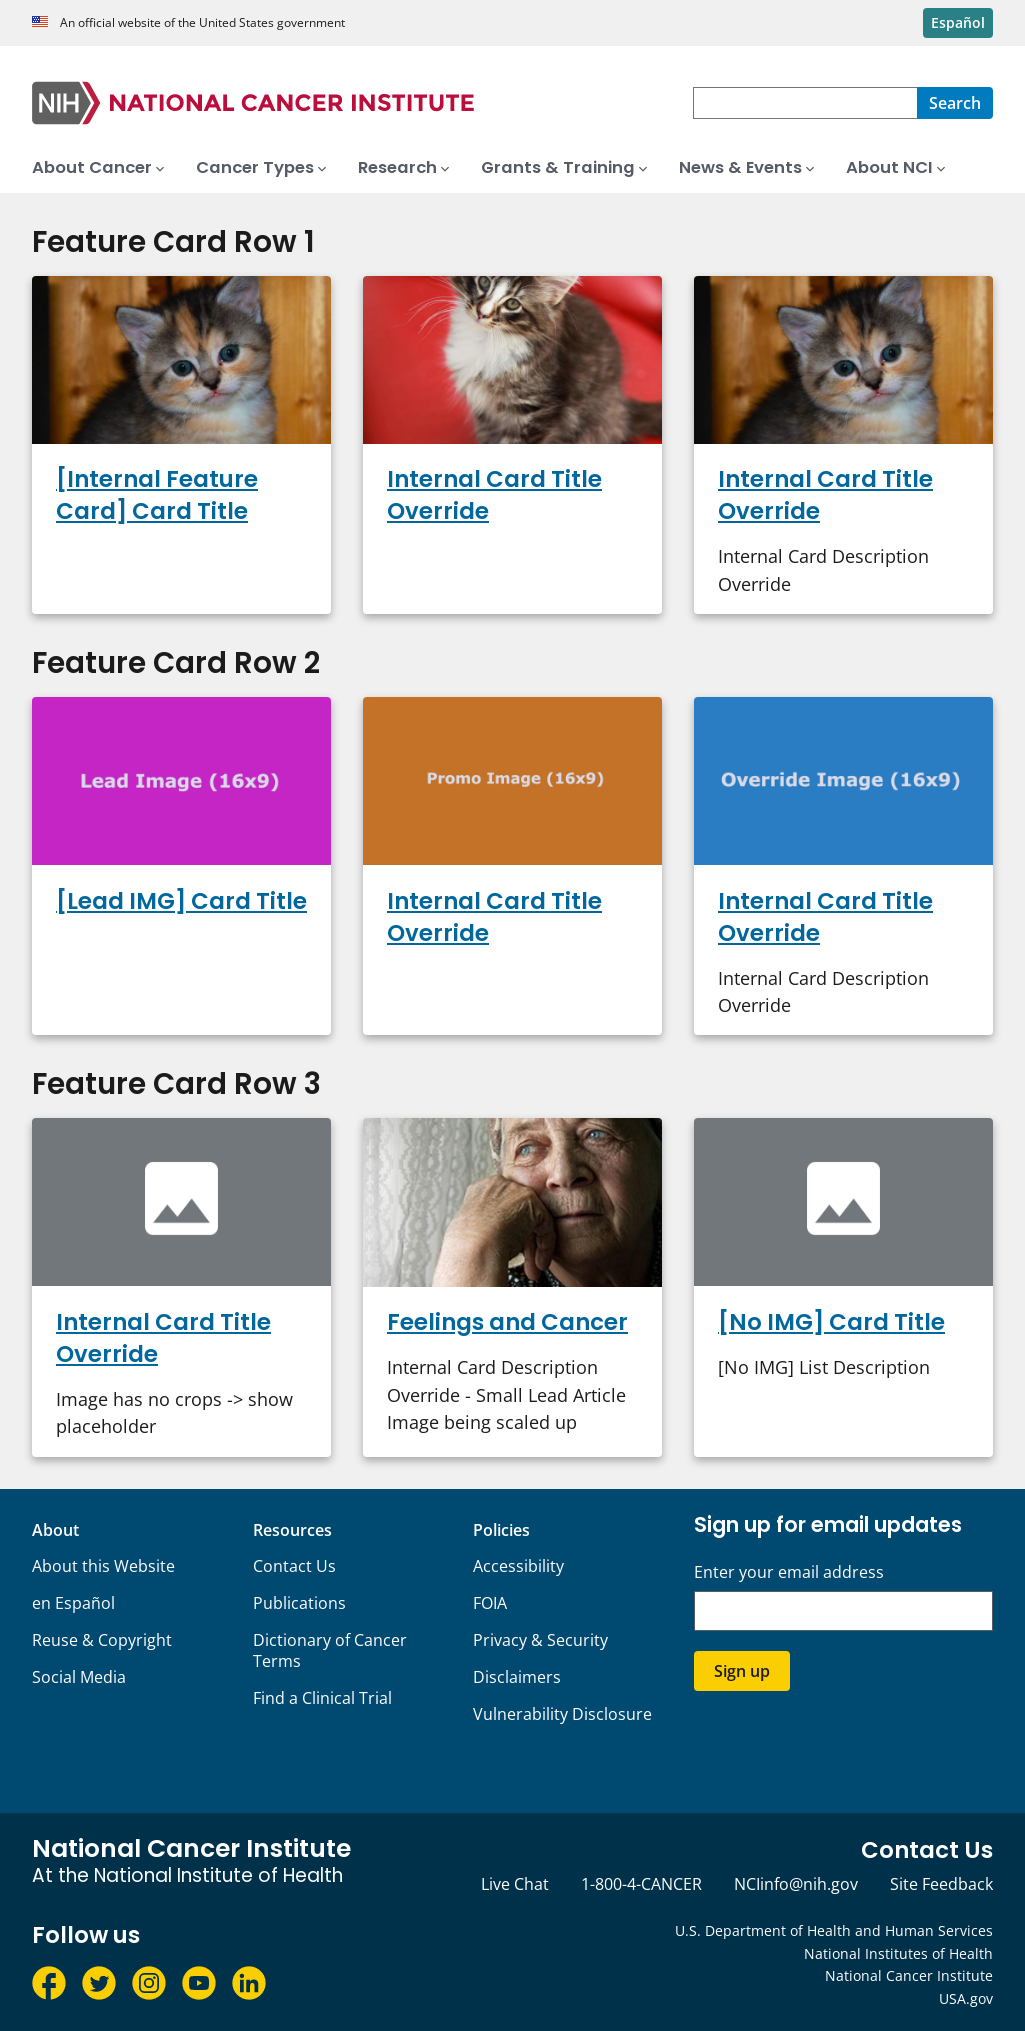 An official website of the United States government
Español
NIH NATIONAL CANCER INSTITUTE
Search
About Cancer Cancer Types Research Grants & Training News & Events About NCI
Feature Card Row 1
[Internal Feature
Card] Card Title
Internal Card Title
Override
Internal Card Title
Override
Internal Card Description
Override
Feature Card Row 2
Lead Image (16x9)
Promo Image (16x9)
Override Image (16x9)
[Lead IMG] Card Title
Internal Card Title
Override
Internal Card Title
Override
Internal Card Description
Override
Feature Card Row 3
Internal Card Title
Override
Image has no crops -> show
placeholder
Feelings and Cancer
Internal Card Description
Override - Small Lead Article
Image being scaled up
[No IMG] Card Title
[No IMG] List Description
About
About this Website
en Español
Reuse & Copyright
Social Media
Resources
Contact Us
Publications
Dictionary of Cancer
Terms
Find a Clinical Trial
Policies
Accessibility
FOIA
Privacy & Security
Disclaimers
Vulnerability Disclosure
Sign up for email updates
Enter your email address
Sign up
National Cancer Institute
At the National Institute of Health
Follow us
Contact Us
Live Chat 1-800-4-CANCER NCIinfo@nih.gov Site Feedback
U.S. Department of Health and Human Services
National Institutes of Health
National Cancer Institute
USA.gov